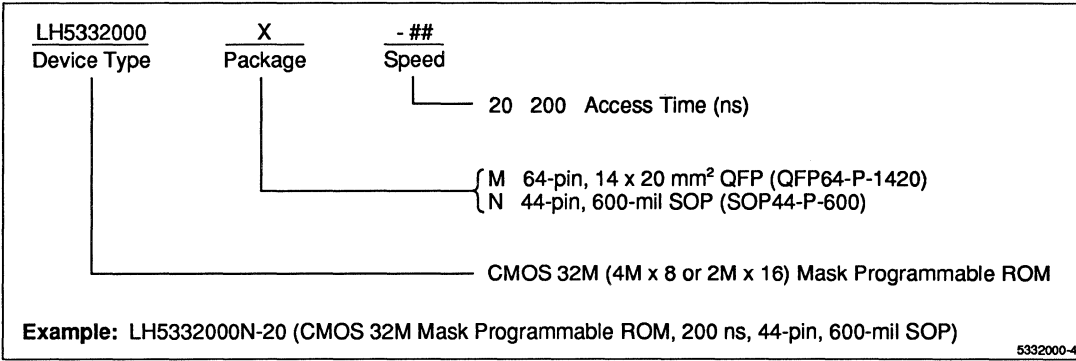 LH5332000 X - ##
Device Type Package Speed
20 200 Access Time (ns)
M 64-pin, 14 x 20 mm² QFP (QFP64-P-1420)
N 44-pin, 600-mil SOP (SOP44-P-600)
CMOS 32M (4M x 8 or 2M x 16) Mask Programmable ROM
Example: LH5332000N-20 (CMOS 32M Mask Programmable ROM, 200 ns, 44-pin, 600-mil SOP)
5332000-4